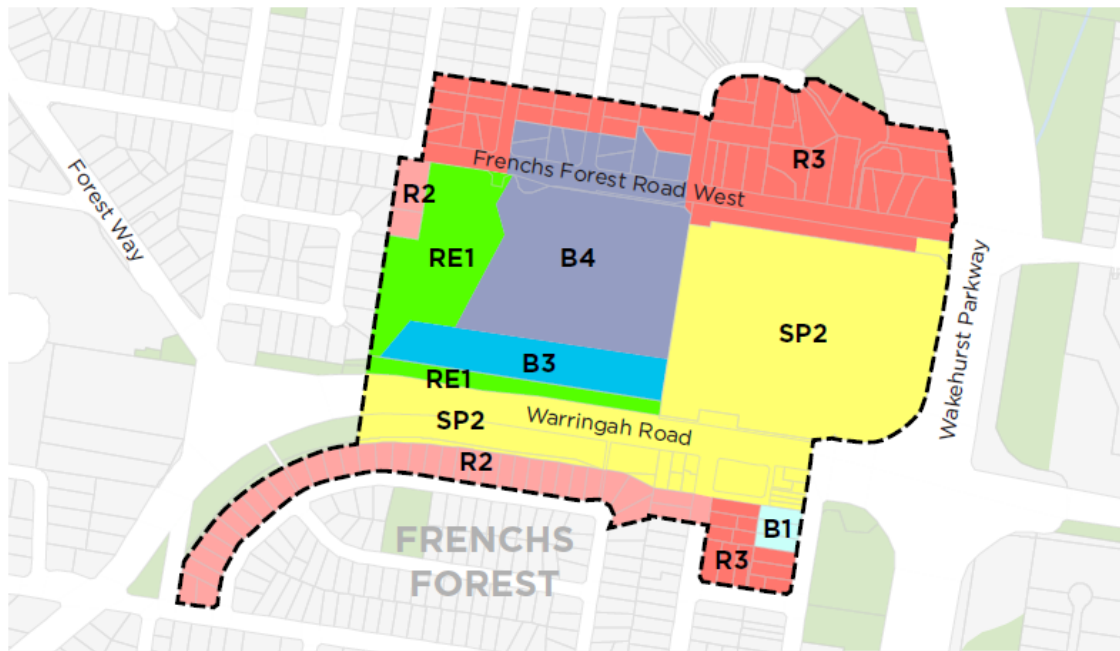 R3
Frenchs Forest Road West
Forest Way
R2
RE1
B4
Wakehurst Parkway
SP2
B3
RE1
SP2
Warringah Road
R2
B1
FRENCHS
FOREST
R3